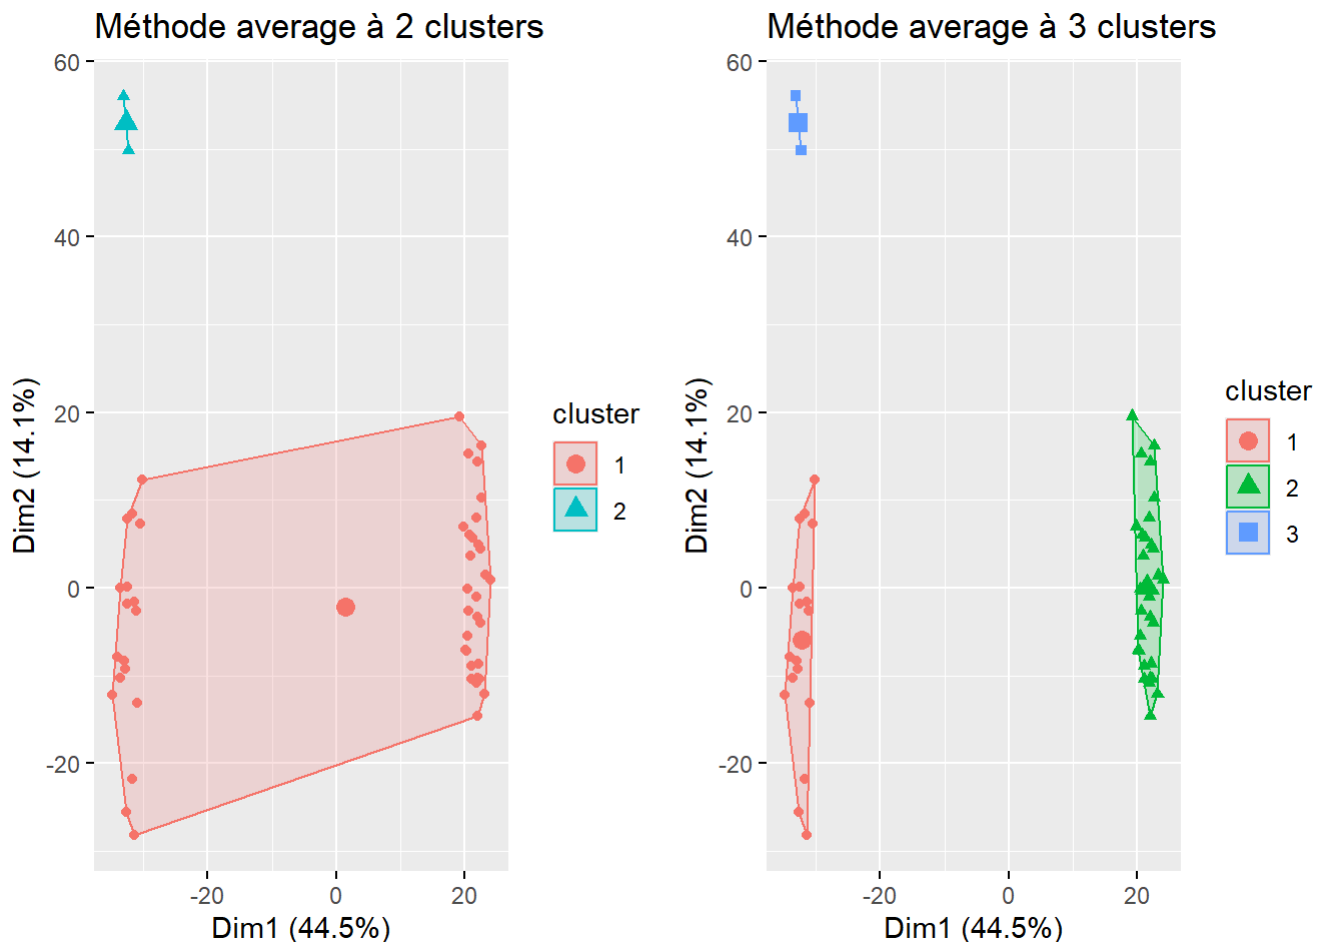 Méthode average à 2 clusters
60
40
20
0
-20
Dim2 (14.1%)
-20
0
20
Dim1 (44.5%)
cluster
1
2
Méthode average à 3 clusters
60
40
20
0
-20
Dim2 (14.1%)
-20
0
20
Dim1 (44.5%)
cluster
1
2
3